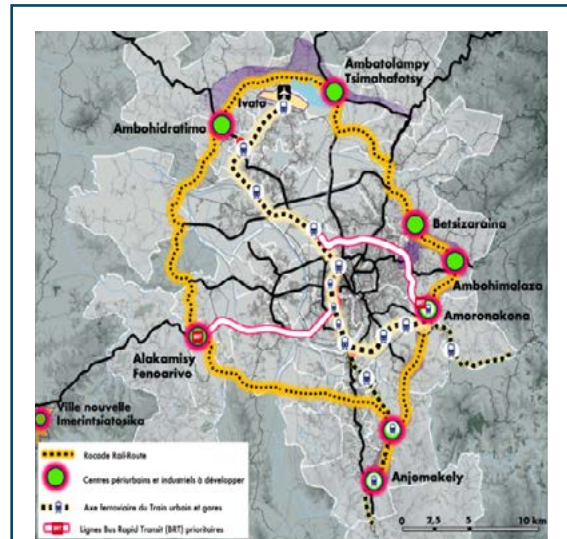 Ambatolampy
Tsimahafotsy
Ivato
Ambohidratimo
Betsizaraina
Ambohimalaza
Amoronakona
Alakamisy
Fenoarivo
Ville nouvelle
Imerintsiatosika
Anjomakely
Rocade Rail-Route
Centres périurbains et industriels à développer
Axe ferroviaire du Train urbain et gares
BRT
Lignes Bus Rapid Transit (BRT) prioritaires
0 2,5 5 10 km